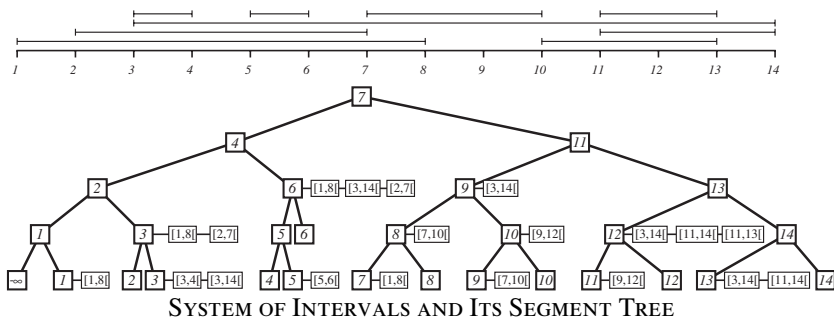 1 2 3 4 5 6 7 8 9 10 11 12 13 14
7
4 11
2 6 [1,8[ [3,14[ [2,7[ 9 [3,14[ 13
1 3 [1,8[ [2,7[ 5 6 8 [7,10[ 10 [9,12[ 12 [3,14[ [11,14[ [11,13[ 14
-∞ 1 [1,8[ 2 3 [3,4[ [3,14[ 4 5 [5,6[ 7 [1,8[ 8 9 [7,10[ 10 11 [9,12[ 12 13 [3,14[ [11,14[ 14
SYSTEM OF INTERVALS AND ITS SEGMENT TREE